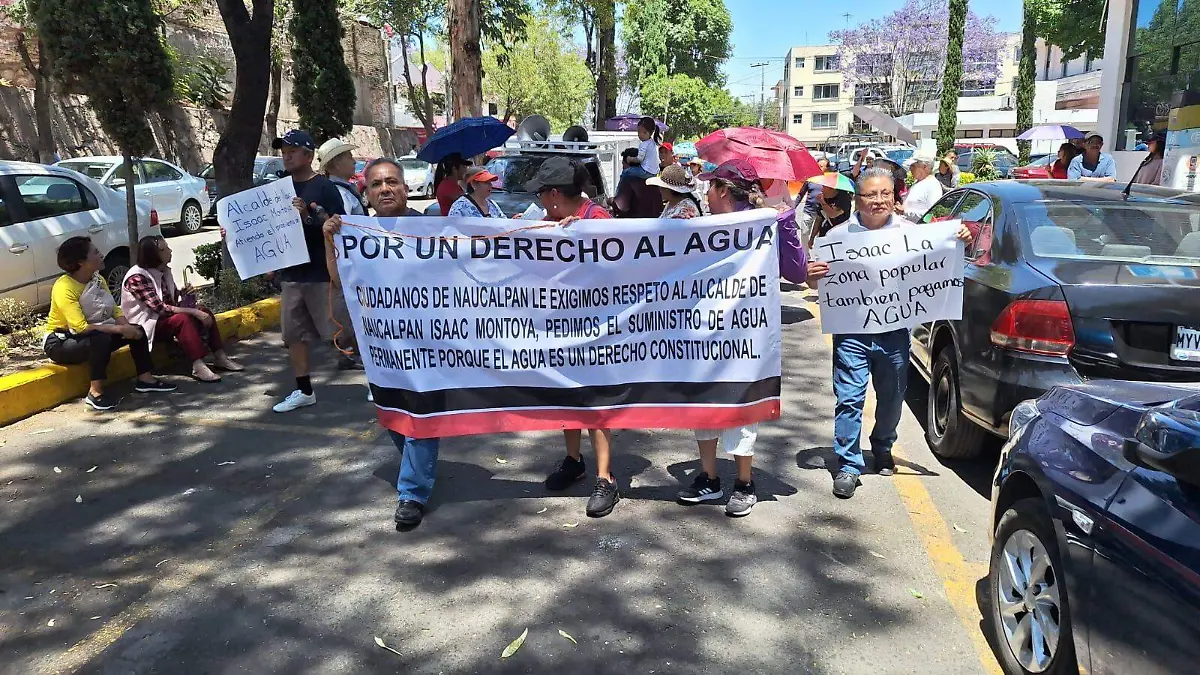 POR UN DERECHO AL AGUA
CIUDADANOS DE NAUCALPAN LE EXIGIMOS RESPETO AL ALCALDE DE
NAUCALPAN ISAAC MONTOYA, PEDIMOS EL SUMINISTRO DE AGUA
PERMANENTE PORQUE EL AGUA ES UN DERECHO CONSTITUCIONAL.
Alcalde
Isaac Montoya
Atienda el
AGUA
Isaac La
zona popular
tambien pagamos
AGUA